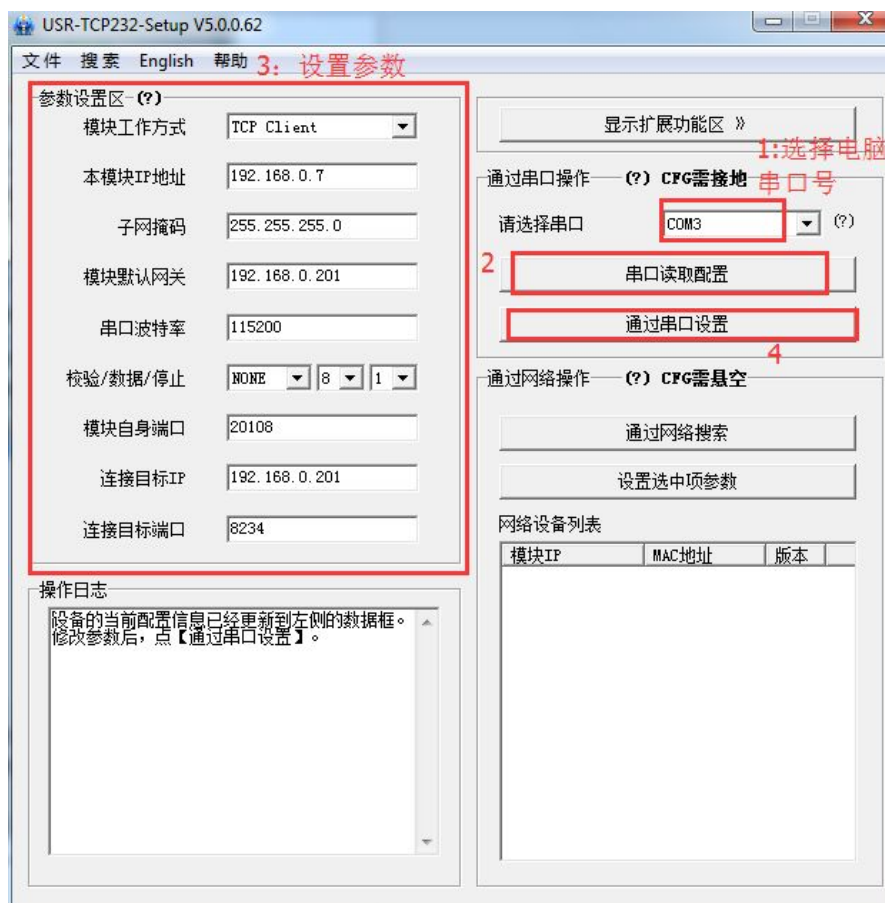 USR-TCP232-Setup V5.0.0.62
文件 搜索 English 帮助
3：设置参数
参数设置区 (?)
模块工作方式 TCP Client
本模块IP地址 192.168.0.7
子网掩码 255.255.255.0
模块默认网关 192.168.0.201
串口波特率 115200
校验/数据/停止 NONE 8 1
模块自身端口 20108
连接目标IP 192.168.0.201
连接目标端口 8234
操作日志
设备的当前配置信息已经更新到左侧的数据框。
修改参数后，点【通过串口设置】。
显示扩展功能区 》
1:选择电脑
串口号
通过串口操作 (?) CFG需接地
请选择串口 COM3 (?)
2
串口读取配置
通过串口设置
4
通过网络操作 (?) CFG需悬空
通过网络搜索
设置选中项参数
网络设备列表
模块IP MAC地址 版本